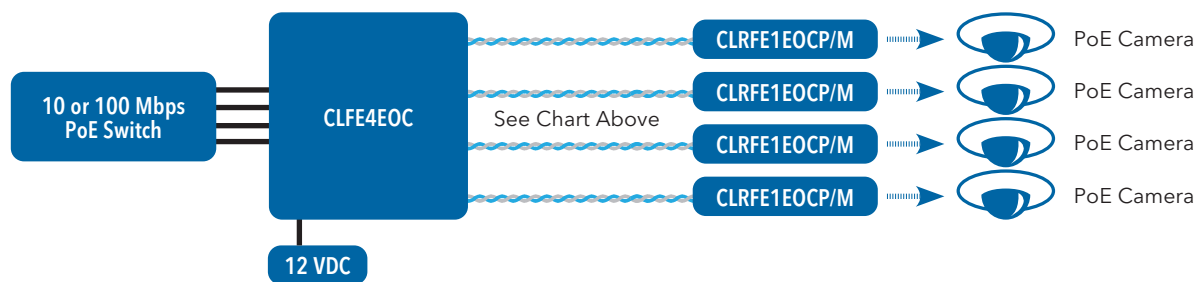 CLRFE1EOCP/M
PoE Camera
10 or 100 Mbps
PoE Switch
CLFE4EOC
CLRFE1EOCP/M
PoE Camera
See Chart Above
CLRFE1EOCP/M
PoE Camera
CLRFE1EOCP/M
PoE Camera
12 VDC